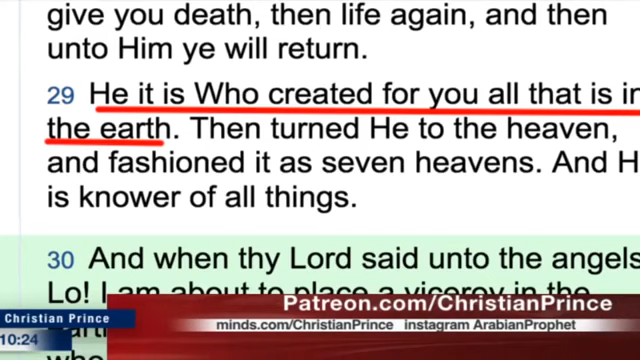 give you death, then life again, and then
unto Him ye will return.
29 He it is Who created for you all that is in
the earth. Then turned He to the heaven,
and fashioned it as seven heavens. And H
is knower of all things.
30 And when thy Lord said unto the angels
Lo! I am about to place a viceroy in the
Patreon.com/ChristianPrince
Christian Prince
minds.com/ChristianPrince instagram ArabianProphet
10:24
who